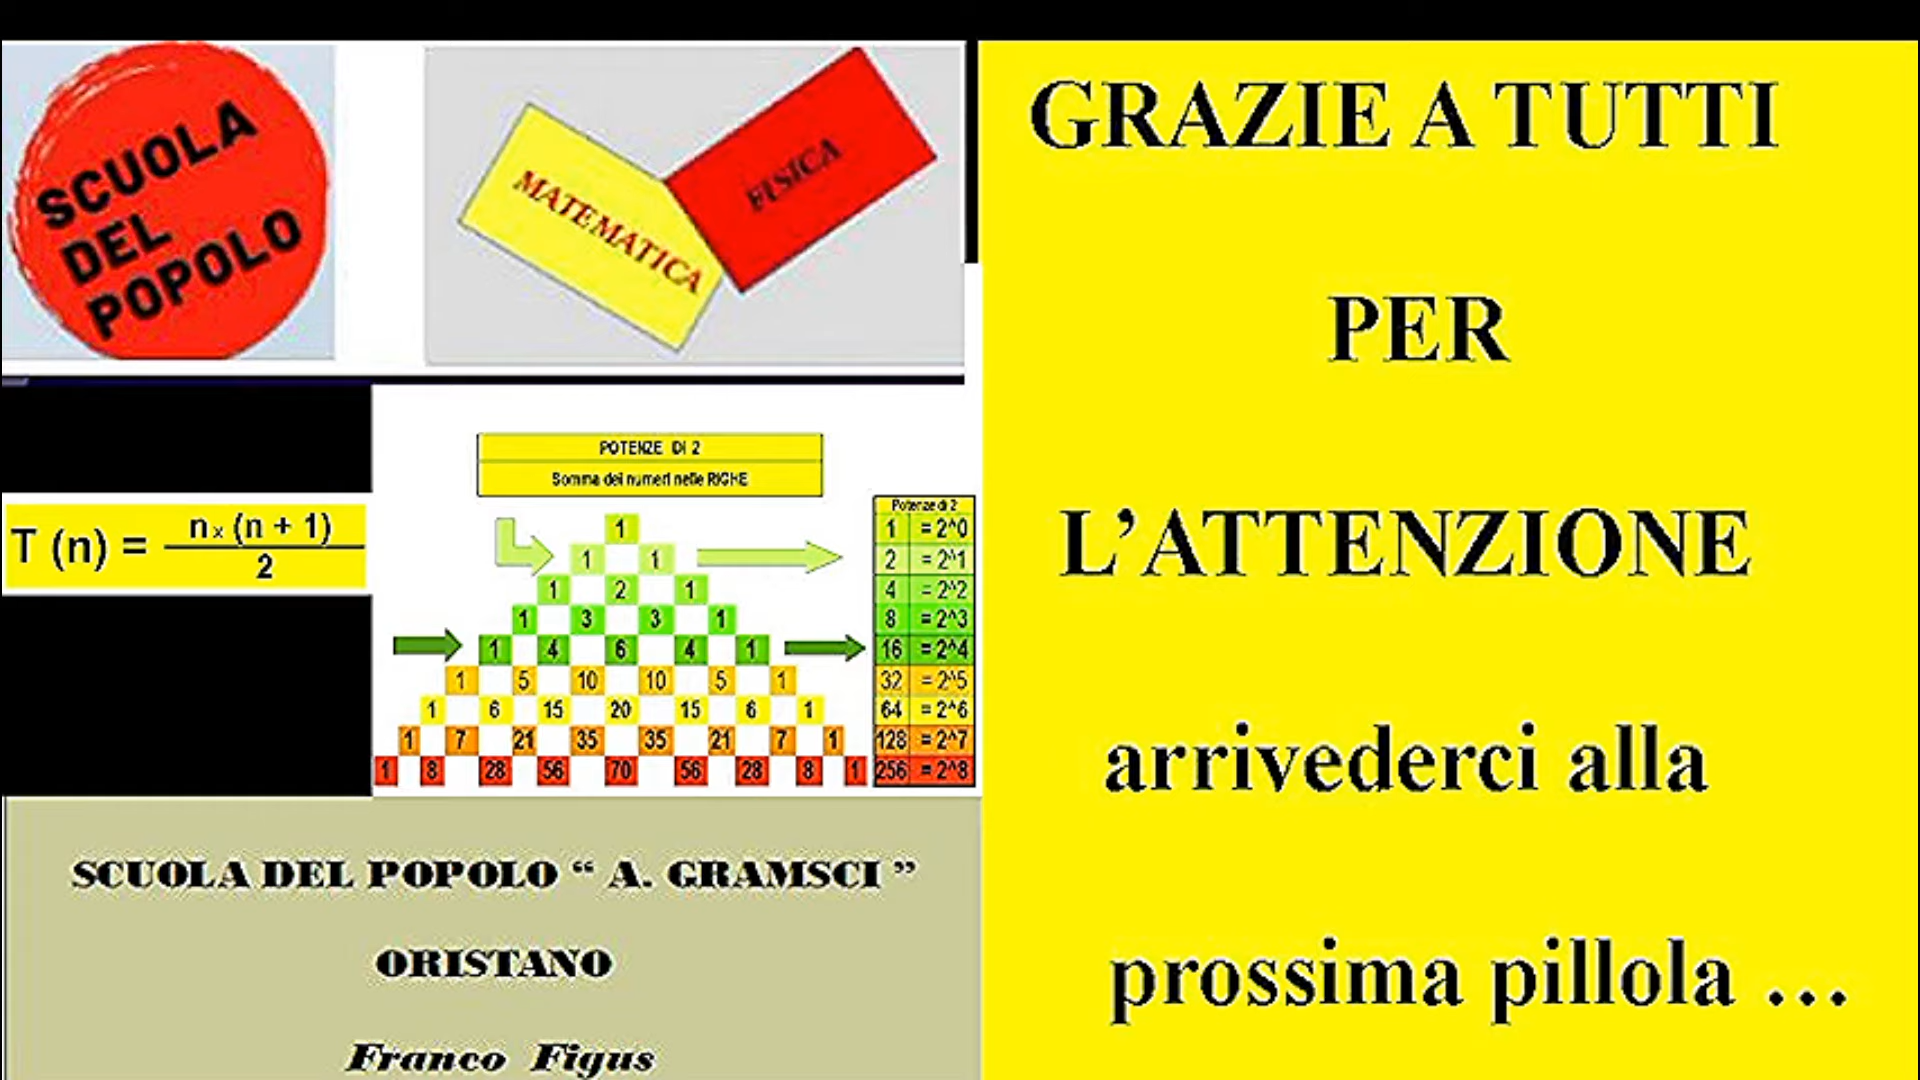 SCUOLA
DEL
POPOLO
MATEMATICA
FISICA
T (n) = n x (n + 1)
2
POTENZE DI 2
Somma dei numeri nelle RIGHE
1
1 1
1 2 1
1 3 3 1
1 4 6 4 1
1 5 10 10 5 1
1 6 15 20 15 6 1
1 7 21 35 35 21 7 1
1 8 28 56 70 56 28 8 1
Potenze di 2
1 = 2^0
2 = 2^1
4 = 2^2
8 = 2^3
16 = 2^4
32 = 2^5
64 = 2^6
128 = 2^7
256 = 2^8
SCUOLA DEL POPOLO “ A. GRAMSCI ”
ORISTANO
Franco Figus
GRAZIE A TUTTI
PER
L’ATTENZIONE
arrivederci alla
prossima pillola ...